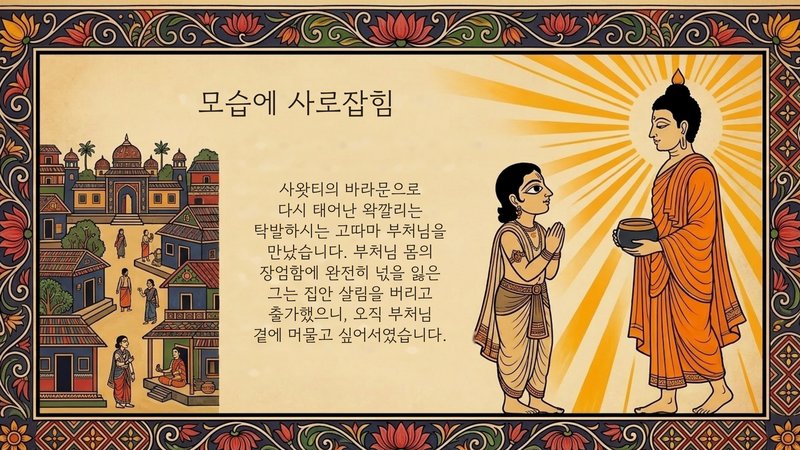 모습에 사로잡힘
사왓티의 바라문으로
다시 태어난 왁깔리는
탁발하시는 고따마 부처님을
만났습니다. 부처님 몸의
장엄함에 완전히 넋을 잃은
그는 집안 살림을 버리고
출가했으니, 오직 부처님
곁에 머물고 싶어서였습니다.